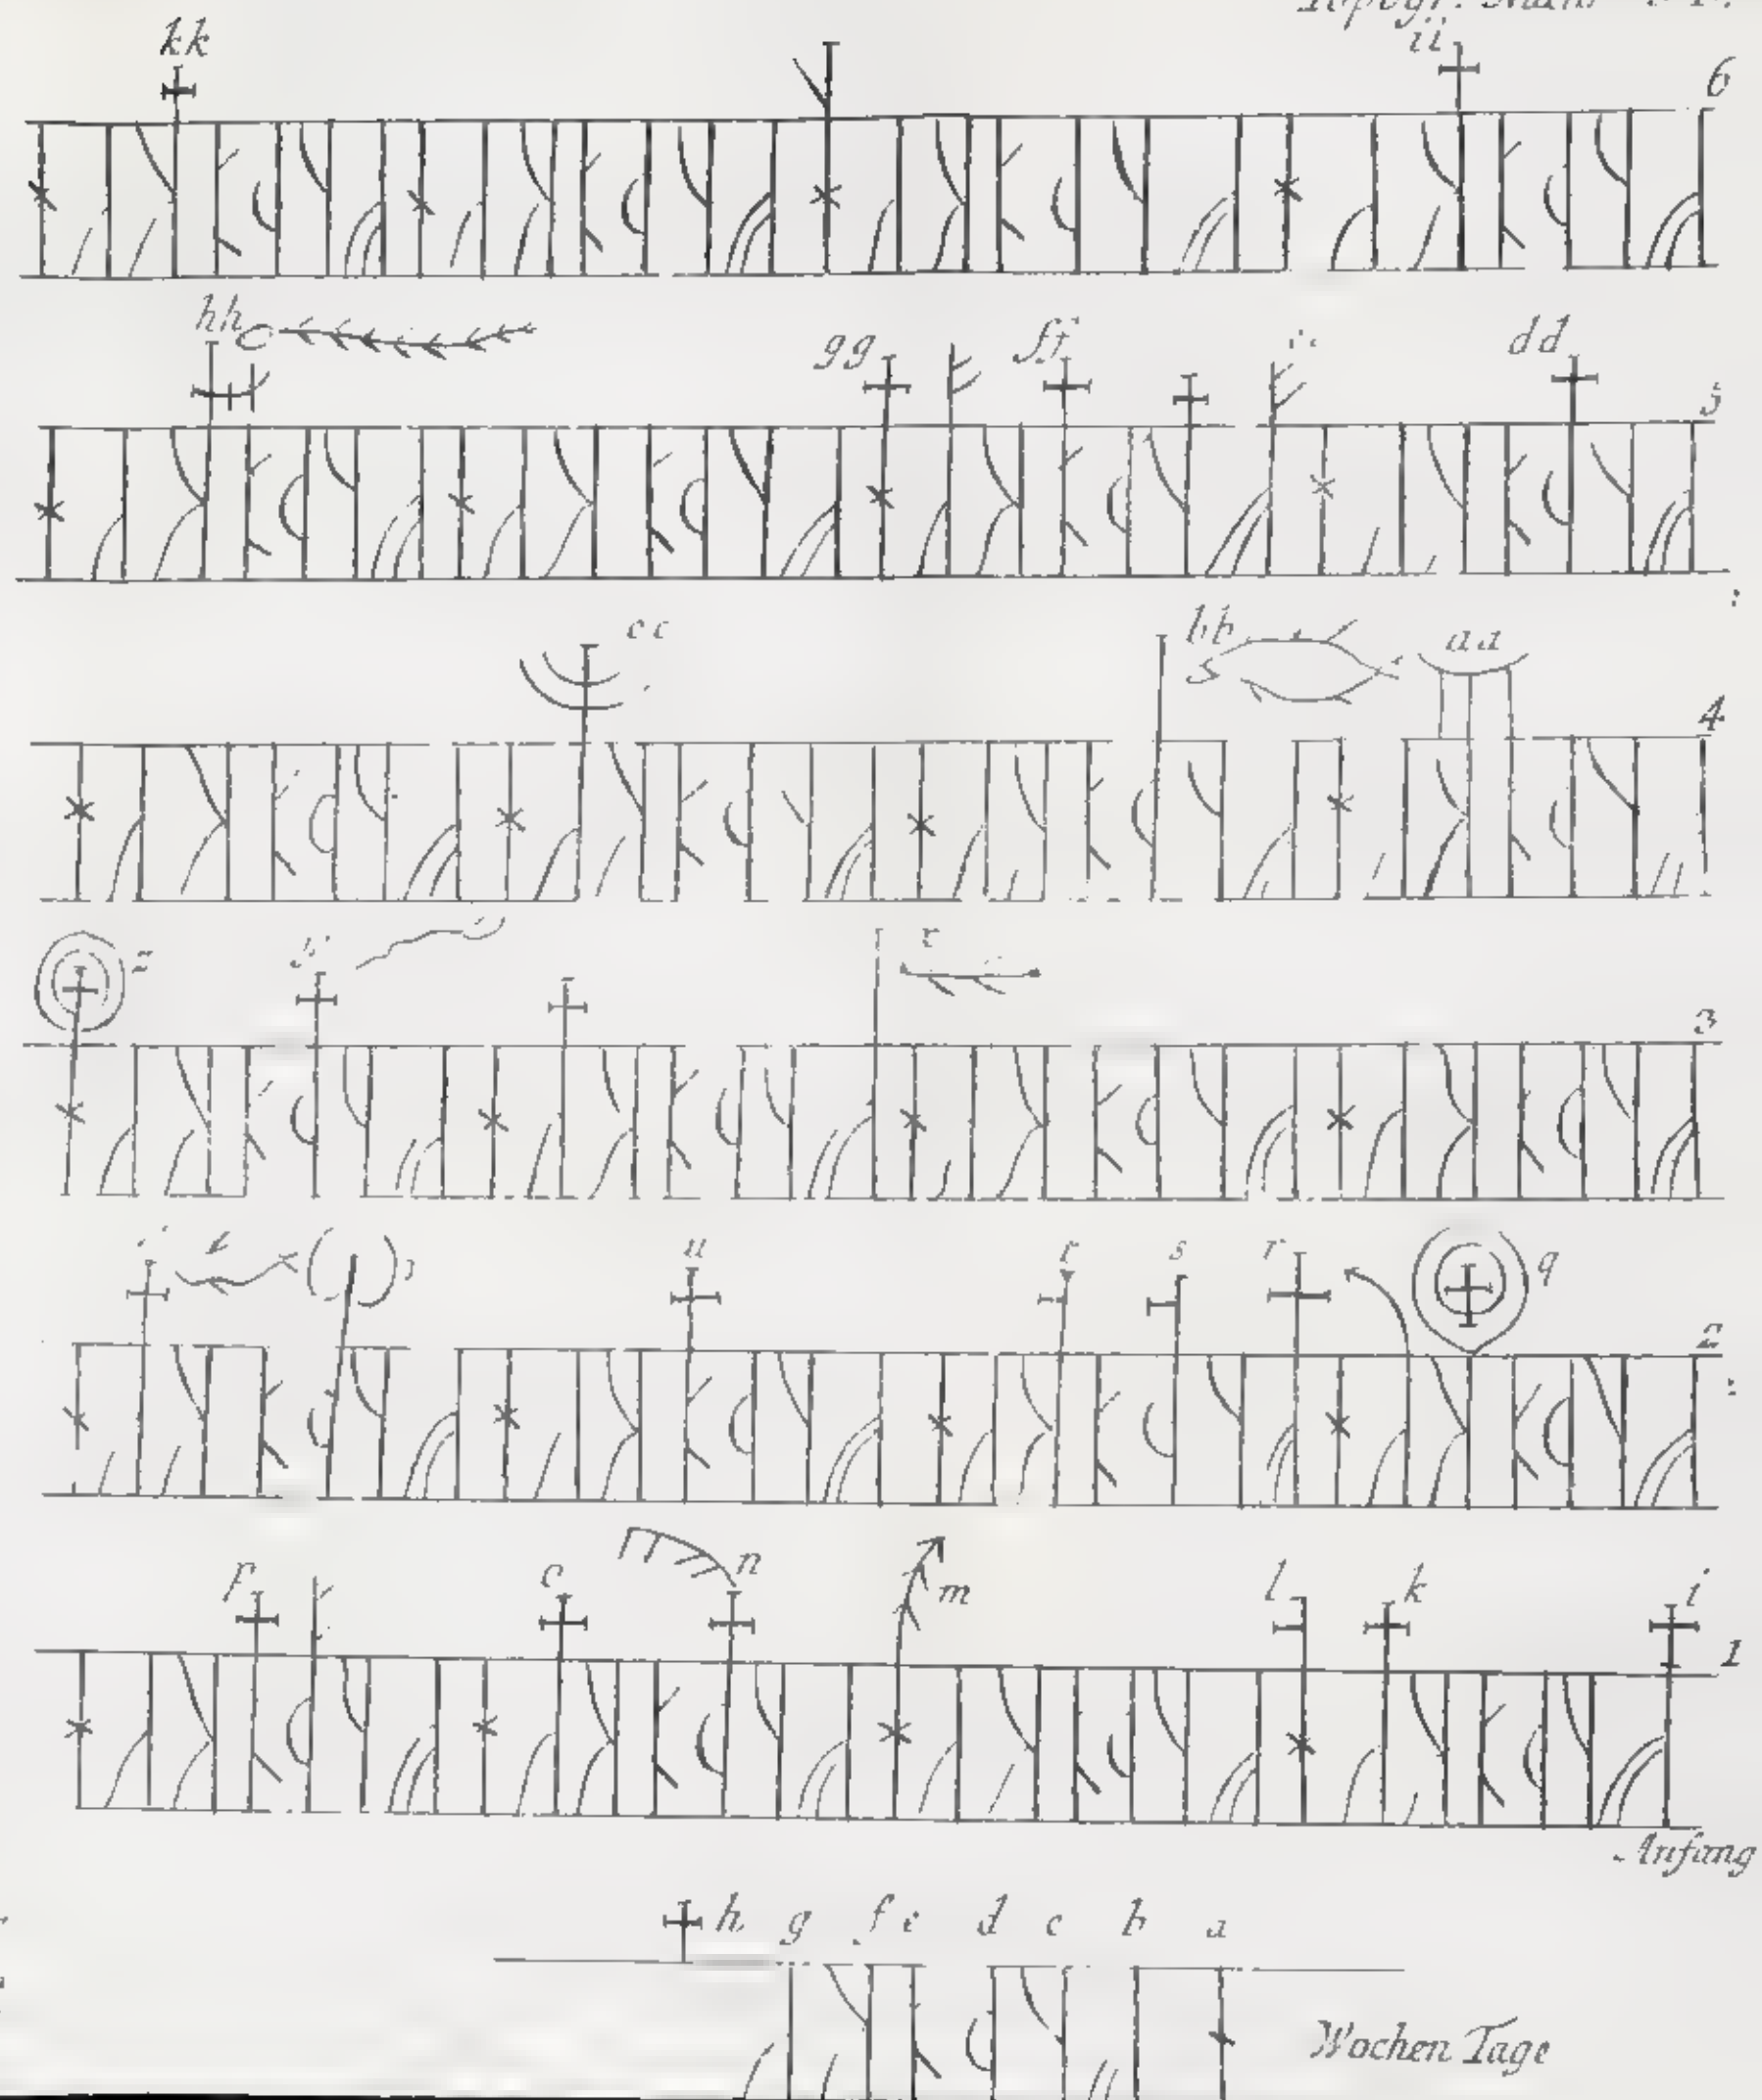 kk ii 6
hh gg ff dd 5
cc bb aa 4
z y x 3
u t s r q 2
p n m l k i 1
Anfang
h g f e d c b a
Wochen Tage